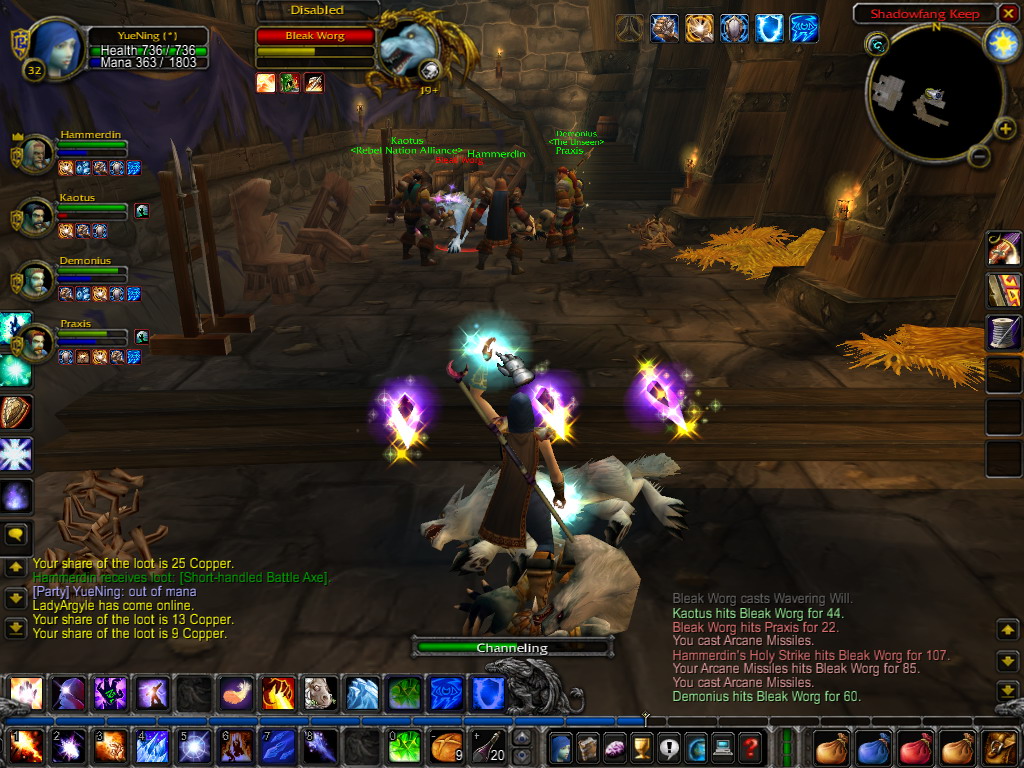 Disabled
Shadowfang Keep
YueNing (*)
Health 736 / 736
Mana 363 / 1803
32
Bleak Worg
19+
N
Hammerdin
Kaotus
Demonius
Praxis
Kaotus
<Rebel Nation Alliance>
Hammerdin
Bleak Worg
Demonius
<The Unseen>
Praxis
Your share of the loot is 25 Copper.
Hammerdin receives loot: [Short-handled Battle Axe].
[Party] YueNing: out of mana
LadyArgyle has come online.
Your share of the loot is 13 Copper.
Your share of the loot is 9 Copper.
Bleak Worg casts Wavering Will.
Kaotus hits Bleak Worg for 44.
Bleak Worg hits Praxis for 22.
You cast Arcane Missiles.
Hammerdin's Holy Strike hits Bleak Worg for 107.
Your Arcane Missiles hits Bleak Worg for 85.
You cast Arcane Missiles.
Demonius hits Bleak Worg for 60.
Channeling
1 2 3 4 5 6 7 8 0 - 9 + 20